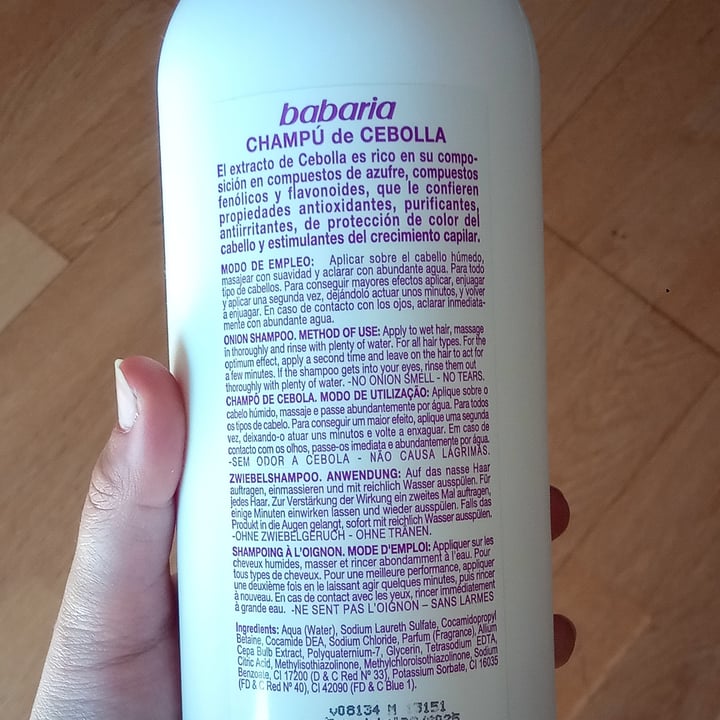 babaria
CHAMPÚ de CEBOLLA
El extracto de Cebolla es rico en su compo-
sición en compuestos de azufre, compuestos
fenólicos y flavonoides, que le confieren
propiedades antioxidantes, purificantes,
antiirritantes, de protección de color del
cabello y estimulantes del crecimiento capilar.
MODO DE EMPLEO: Aplicar sobre el cabello húmedo,
masajear con suavidad y aclarar con abundante agua. Para todo
tipo de cabellos. Para conseguir mayores efectos aplicar, enjuagar
y aplicar una segunda vez, dejándolo actuar unos minutos, y volver
a enjuagar. En caso de contacto con los ojos, aclarar inmediata-
mente con abundante agua.
ONION SHAMPOO. METHOD OF USE: Apply to wet hair, massage
in thoroughly and rinse with plenty of water. For all hair types. For the
optimum effect, apply a second time and leave on the hair to act for
a few minutes. If the shampoo gets into your eyes, rinse them out
thoroughly with plenty of water. -NO ONION SMELL - NO TEARS.
CHAMPÔ DE CEBOLA. MODO DE UTILIZAÇÃO: Aplique sobre o
cabelo húmido, massaje e passe abundantemente por água. Para todos
os tipos de cabelo. Para conseguir um maior efeito, aplique uma segunda
vez, deixando-o atuar uns minutos e volte a enxaguar. Em caso de
contacto com os olhos, passe-os imediata e abundantemente por água.
-SEM ODOR A CEBOLA - NÃO CAUSA LÁGRIMAS.
ZWIEBELSHAMPOO. ANWENDUNG: Auf das nasse Haar
auftragen, einmassieren und mit reichlich Wasser ausspülen. Für
jedes Haar. Zur Verstärkung der Wirkung ein zweites Mal auftragen,
einige Minuten einwirken lassen und wieder ausspülen. Falls das
Produkt in die Augen gelangt, sofort mit reichlich Wasser ausspülen.
-OHNE ZWIEBELGERUCH - OHNE TRÄNEN.
SHAMPOING À L'OIGNON. MODE D'EMPLOI: Appliquer sur les
cheveux humides, masser et rincer abondamment à l'eau. Pour
tous types de cheveux. Pour une meilleure performance, appliquer
une deuxième fois en le laissant agir quelques minutes, puis rincer
à nouveau. En cas de contact avec les yeux, rincer immédiatement
à grande eau. -NE SENT PAS L'OIGNON – SANS LARMES
Ingredients: Aqua (Water), Sodium Laureth Sulfate, Cocamidopropyl
Betaine, Cocamide DEA, Sodium Chloride, Parfum (Fragrance), Allium
Cepa Bulb Extract, Polyquaternium-7, Glycerin, Tetrasodium EDTA,
Citric Acid, Methylisothiazolinone, Methylchloroisothiazolinone, Sodium
Benzoate, CI 17200 (D & C Red Nº 33), Potassium Sorbate, CI 16035
(FD & C Red Nº 40), CI 42090 (FD & C Blue 1).
V08134 M 13151